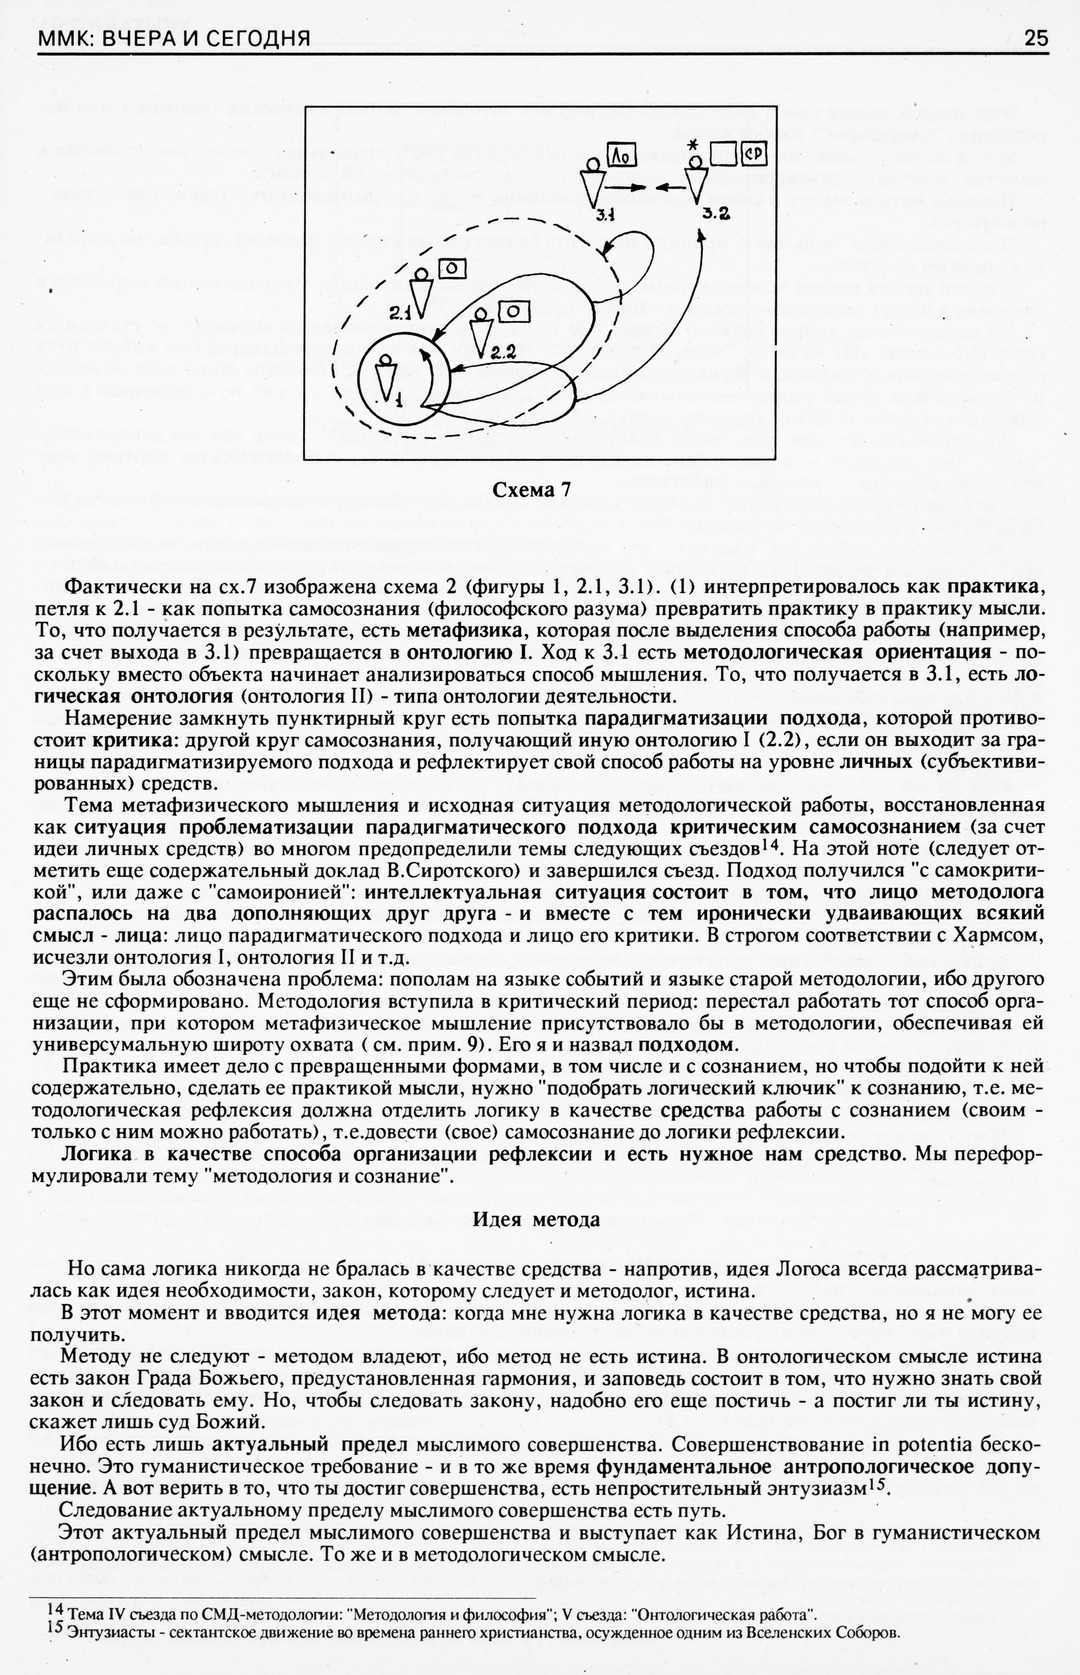 ММК: ВЧЕРА И СЕГОДНЯ 25
Ло
*
СР
3.1
3.2
О
О
2.1
2.2
1
Схема 7
Фактически на сх.7 изображена схема 2 (фигуры 1, 2.1, 3.1). (1) интерпретировалось как практика,
петля к 2.1 - как попытка самосознания (философского разума) превратить практику в практику мысли.
То, что получается в результате, есть метафизика, которая после выделения способа работы (например,
за счет выхода в 3.1) превращается в онтологию I. Ход к 3.1 есть методологическая ориентация - по-
скольку вместо объекта начинает анализироваться способ мышления. То, что получается в 3.1, есть ло-
гическая онтология (онтология II) - типа онтологии деятельности.
Намерение замкнуть пунктирный круг есть попытка парадигматизации подхода, которой противо-
стоит критика: другой круг самосознания, получающий иную онтологию I (2.2), если он выходит за гра-
ницы парадигматизируемого подхода и рефлектирует свой способ работы на уровне личных (субъективи-
рованных) средств.
Тема метафизического мышления и исходная ситуация методологической работы, восстановленная
как ситуация проблематизации парадигматического подхода критическим самосознанием (за счет
идеи личных средств) во многом предопределили темы следующих съездов14. На этой ноте (следует от-
метить еще содержательный доклад В.Сиротского) и завершился съезд. Подход получился "с самокрити-
кой", или даже с "самоиронией": интеллектуальная ситуация состоит в том, что лицо методолога
распалось на два дополняющих друг друга - и вместе с тем иронически удваивающих всякий
смысл - лица: лицо парадигматического подхода и лицо его критики. В строгом соответствии с Хармсом,
исчезли онтология I, онтология II и т.д.
Этим была обозначена проблема: пополам на языке событий и языке старой методологии, ибо другого
еще не сформировано. Методология вступила в критический период: перестал работать тот способ орга-
низации, при котором метафизическое мышление присутствовало бы в методологии, обеспечивая ей
универсумальную широту охвата ( см. прим. 9). Его я и назвал подходом.
Практика имеет дело с превращенными формами, в том числе и с сознанием, но чтобы подойти к ней
содержательно, сделать ее практикой мысли, нужно "подобрать логический ключик" к сознанию, т.е. ме-
тодологическая рефлексия должна отделить логику в качестве средства работы с сознанием (своим -
только с ним можно работать), т.е.довести (свое) самосознание до логики рефлексии.
Логика в качестве способа организации рефлексии и есть нужное нам средство. Мы перефор-
мулировали тему "методология и сознание".
Идея метода
Но сама логика никогда не бралась в качестве средства - напротив, идея Логоса всегда рассматрива-
лась как идея необходимости, закон, которому следует и методолог, истина.
В этот момент и вводится идея метода: когда мне нужна логика в качестве средства, но я не могу ее
получить.
Методу не следуют - методом владеют, ибо метод не есть истина. В онтологическом смысле истина
есть закон Града Божьего, предустановленная гармония, и заповедь состоит в том, что нужно знать свой
закон и следовать ему. Но, чтобы следовать закону, надобно его еще постичь - а постиг ли ты истину,
скажет лишь суд Божий.
Ибо есть лишь актуальный предел мыслимого совершенства. Совершенствование in potentia беско-
нечно. Это гуманистическое требование - и в то же время фундаментальное антропологическое допу-
щение. А вот верить в то, что ты достиг совершенства, есть непростительный энтузиазм15.
Следование актуальному пределу мыслимого совершенства есть путь.
Этот актуальный предел мыслимого совершенства и выступает как Истина, Бог в гуманистическом
(антропологическом) смысле. То же и в методологическом смысле.
14 Тема IV съезда по СМД-методологии: "Методология и философия"; V съезда: "Онтологическая работа".
15 Энтузиасты - сектантское движение во времена раннего христианства, осужденное одним из Вселенских Соборов.